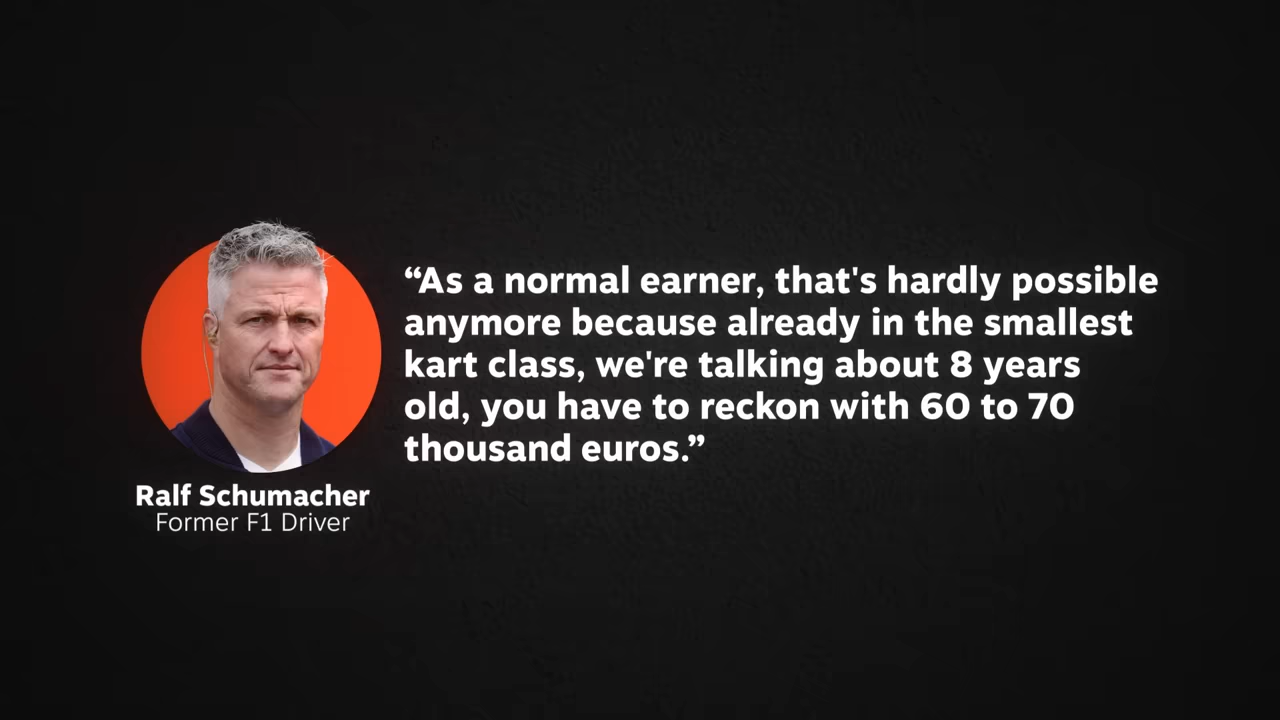 “As a normal earner, that's hardly possible
anymore because already in the smallest
kart class, we're talking about 8 years
old, you have to reckon with 60 to 70
thousand euros.”
Ralf Schumacher
Former F1 Driver